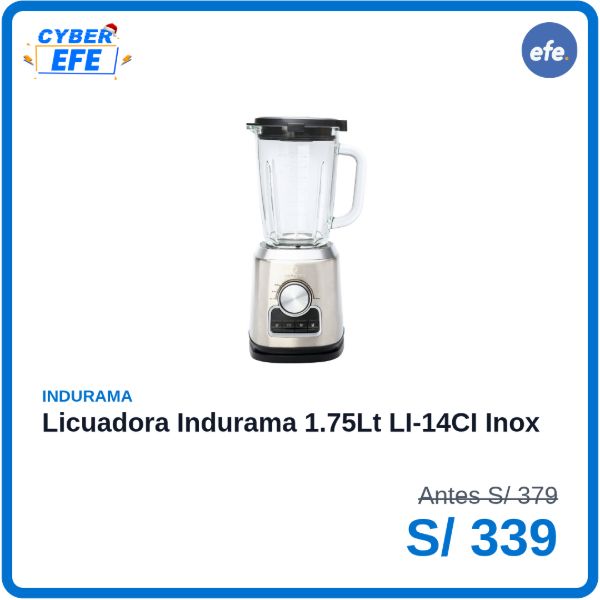 CYBER
EFE
efe.
INDURAMA
Licuadora Indurama 1.75Lt LI-14CI Inox
Antes S/ 379
S/ 339